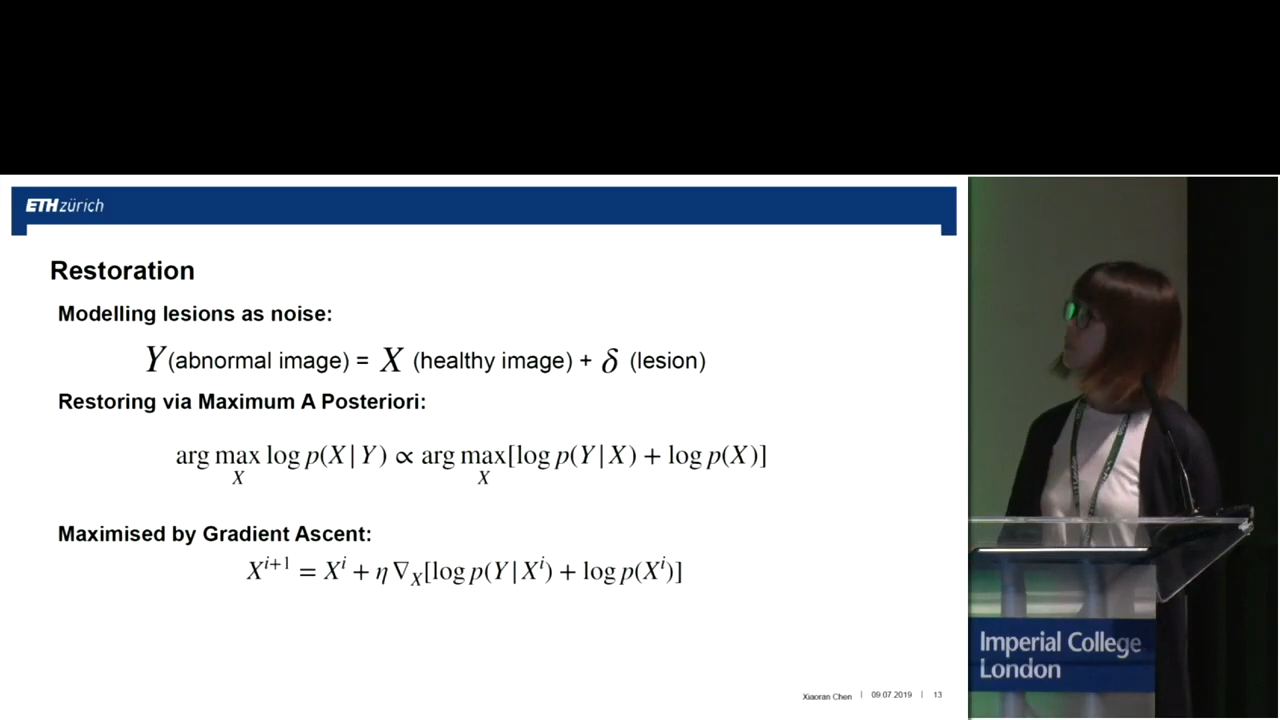 ETH zürich
Restoration
Modelling lesions as noise:
Y (abnormal image) = X (healthy image) + δ (lesion)
Restoring via Maximum A Posteriori:
arg max_X log p(X|Y) ∝ arg max_X [log p(Y|X) + log p(X)]
Maximised by Gradient Ascent:
X^{i+1} = X^i + η ∇_X [log p(Y|X^i) + log p(X^i)]
Xiaoran Chen | 09.07.2019 | 13
Imperial College
London